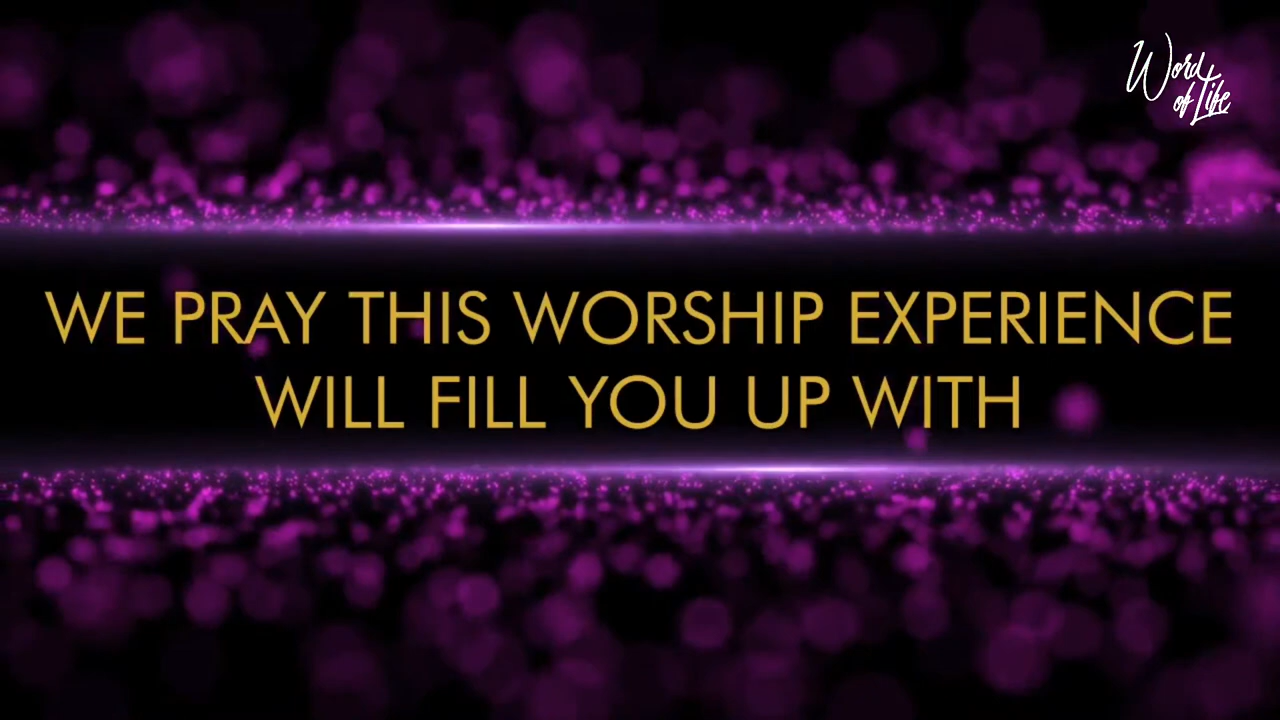 Word
of Life
WE PRAY THIS WORSHIP EXPERIENCE
WILL FILL YOU UP WITH